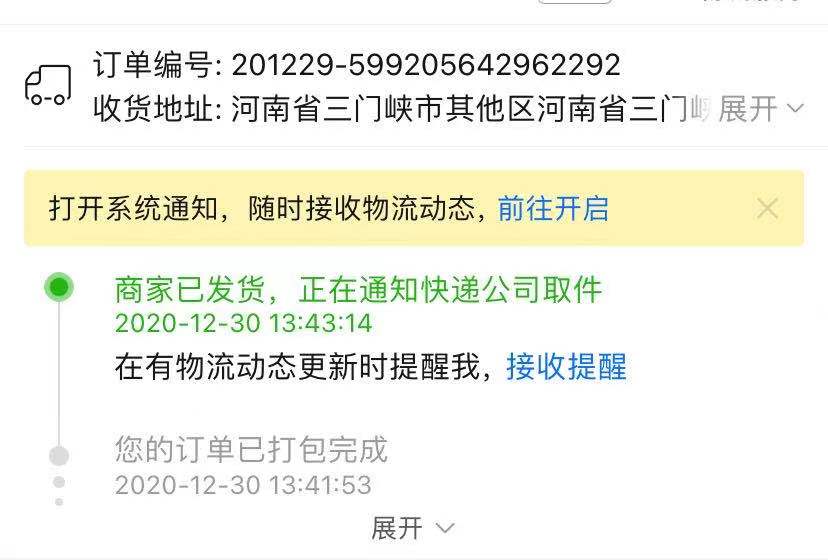 订单编号: 201229-599205642962292
收货地址: 河南省三门峡市其他区河南省三门峡 展开
打开系统通知，随时接收物流动态，前往开启
商家已发货，正在通知快递公司取件
2020-12-30 13:43:14
在有物流动态更新时提醒我，接收提醒
您的订单已打包完成
2020-12-30 13:41:53
展开